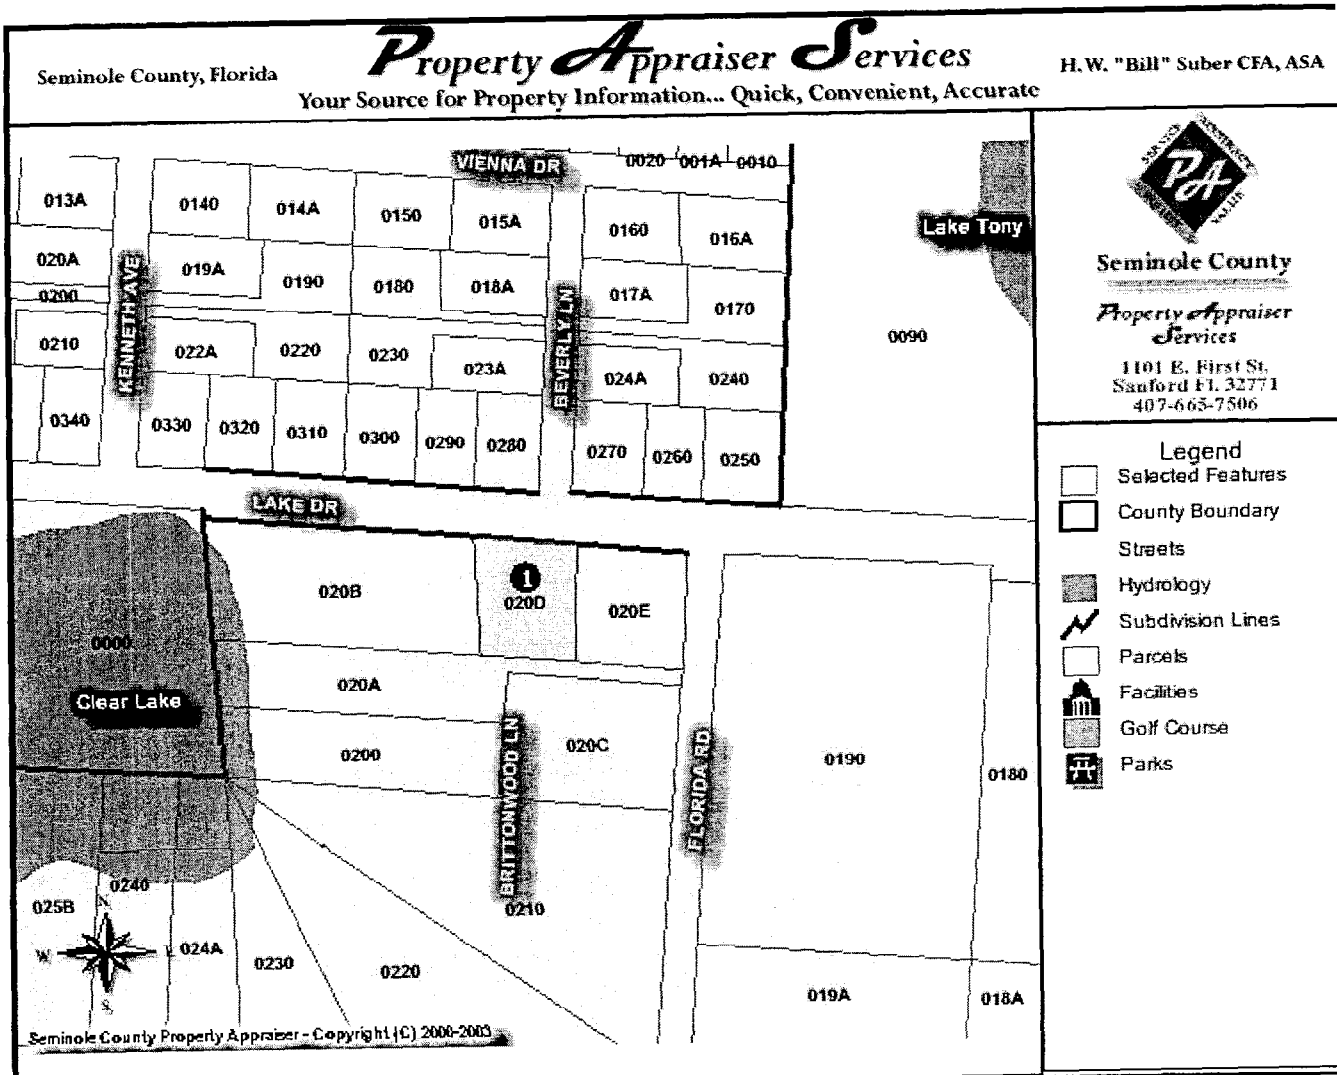 Seminole County, Florida
Property Appraiser Services
H.W. "Bill" Suber CFA, ASA
Your Source for Property Information... Quick, Convenient, Accurate
VIENNA DR
0020 001A 0010
013A 0140 014A 0150 015A 0160 016A
Lake Tony
020A 019A 0190 0180 018A 017A 0170
0200
KENNETH AVE
BEVERLY LN
0090
0210 022A 0220 0230 023A 024A 0240
0340 0330 0320 0310 0300 0290 0280 0270 0260 0250
LAKE DR
1
020B 020D 020E
0000
Clear Lake
020A
0200
020C
BRITTONWOOD LN
FLORIDA RD
0190
0180
0240
025B
0210
024A
0230
0220
019A
018A
N
W
E
S
Seminole County Property Appraiser - Copyright (C) 2000-2003
PA
Seminole County
Property Appraiser
Services
1101 E. First St.
Sanford FL 32771
407-665-7506
Legend
Selected Features
County Boundary
Streets
Hydrology
Subdivision Lines
Parcels
Facilities
Golf Course
Parks